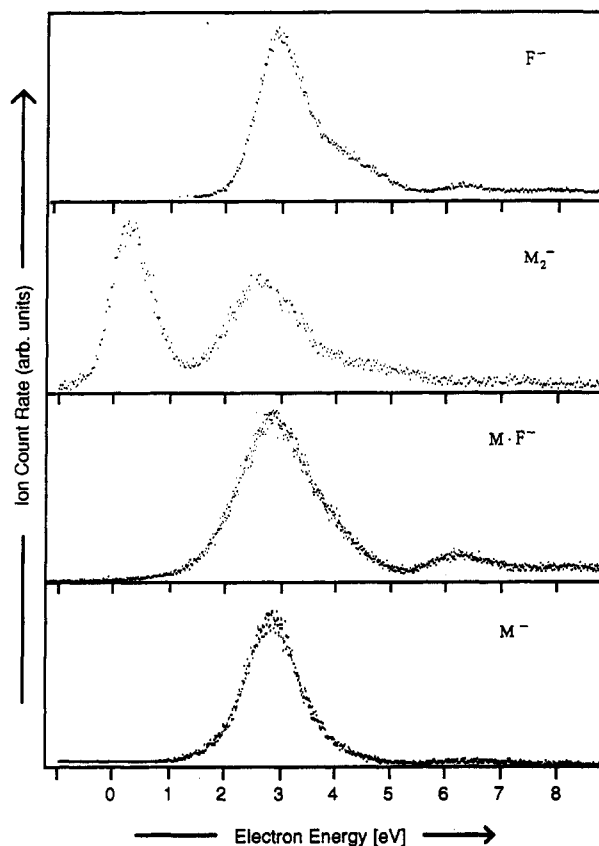 F⁻
M₂⁻
M · F⁻
M⁻
Ion Count Rate (arb. units)
0 1 2 3 4 5 6 7 8
Electron Energy [eV]